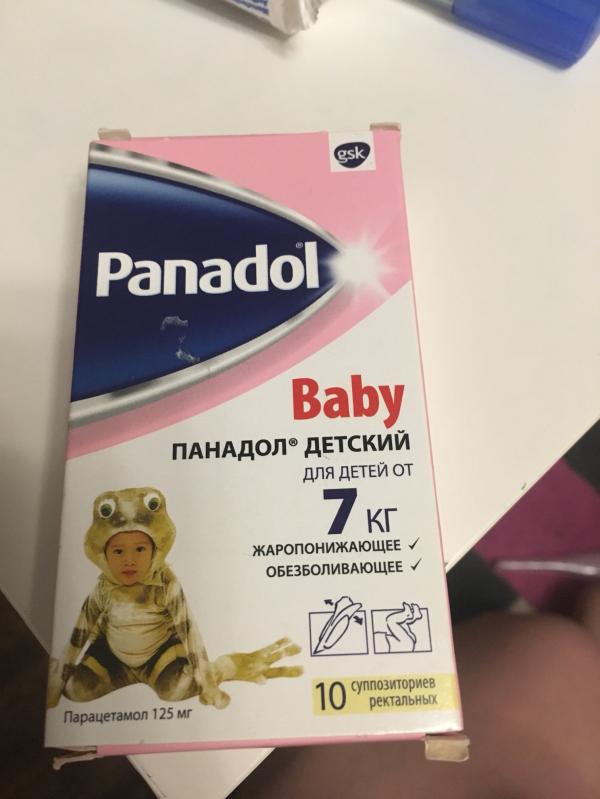 gsk
Panadol®
Baby
ПАНАДОЛ® ДЕТСКИЙ
ДЛЯ ДЕТЕЙ ОТ
7 КГ
ЖАРОПОНИЖАЮЩЕЕ ✓
ОБЕЗБОЛИВАЮЩЕЕ ✓
10 суппозиториев
ректальных
Парацетамол 125 мг